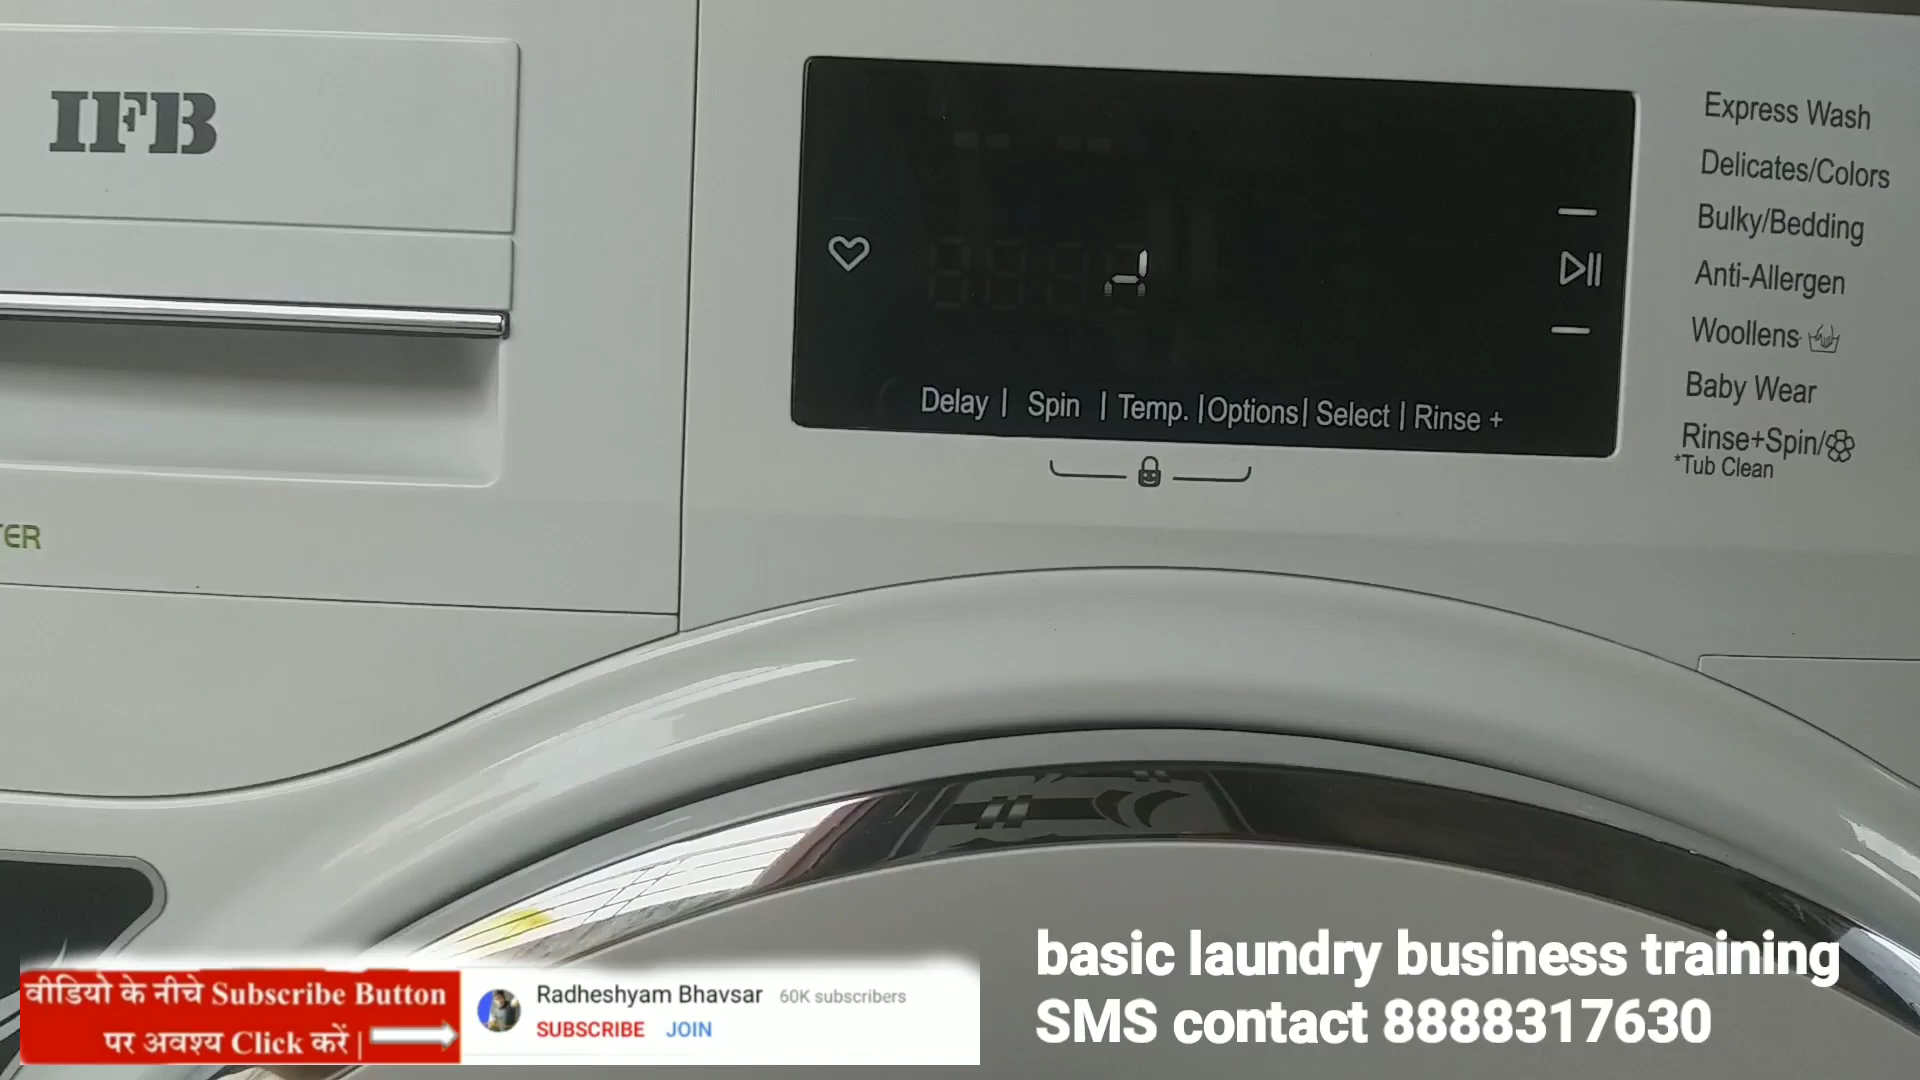 IFB
TER
Delay | Spin | Temp. | Options | Select | Rinse +
Express Wash
Delicates/Colors
Bulky/Bedding
Anti-Allergen
Woollens
Baby Wear
Rinse+Spin/
*Tub Clean
वीडियो के नीचे Subscribe Button
पर अवश्य Click करें |
Radheshyam Bhavsar 60K subscribers
SUBSCRIBE JOIN
basic laundry business training
SMS contact 8888317630